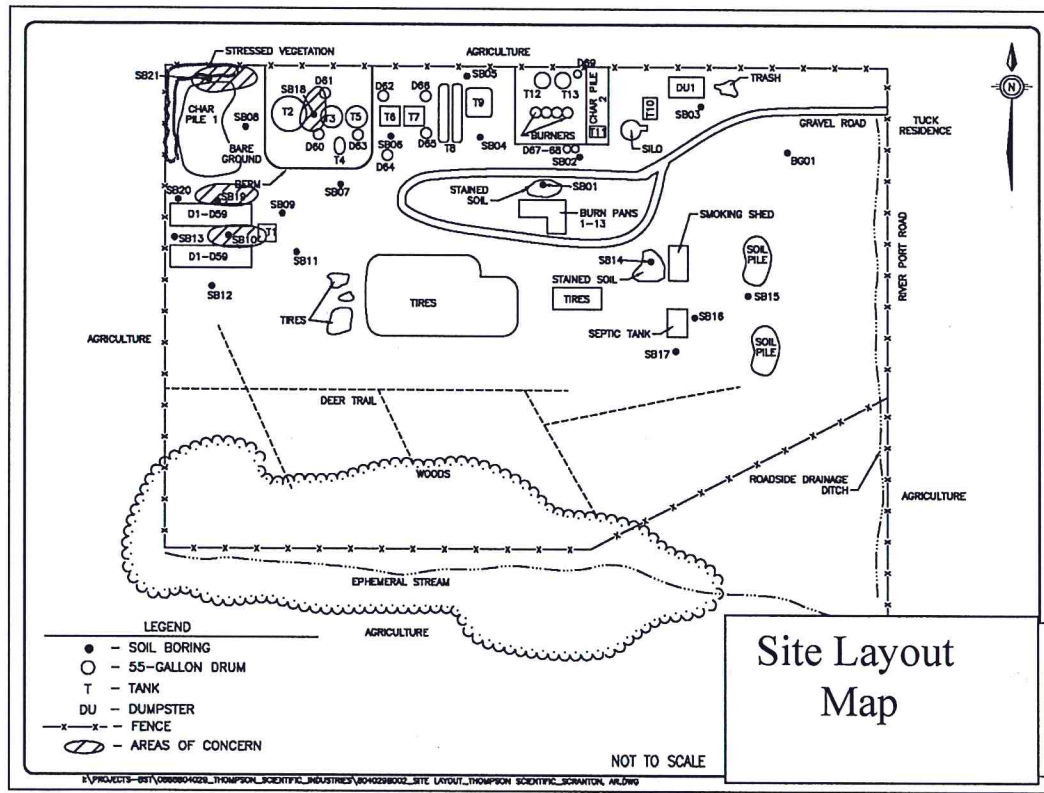 STRESSED VEGETATION
AGRICULTURE
SB21
D61
SB18
D62
D66
SB05
D69
T12
T13
CHAR PILE 2
DU1
TRASH
CHAR
PILE 1
SB08
T2
T3
T5
T6
T7
T9
T10
T11
SB03
BURNERS
SILO
GRAVEL ROAD
TUCK
RESIDENCE
N
BARE
GROUND
D60
D63
T4
SB06
D64
D65
T8
SB04
D67-68
SB02
BG01
BERM
SB07
STAINED
SOIL
SB01
BURN PANS
1-13
SMOKING SHED
SB20
SB19
D1-D59
SB09
SB13
SB10
T1
D1-D59
SB11
SB12
SB14
STAINED SOIL
SOIL
PILE
SB15
RIVER PORT ROAD
TIRES
TIRES
TIRES
SB16
SEPTIC TANK
SB17
SOIL
PILE
AGRICULTURE
DEER TRAIL
WOODS
ROADSIDE DRAINAGE
DITCH
AGRICULTURE
EPHEMERAL STREAM
AGRICULTURE
LEGEND
- SOIL BORING
- 55-GALLON DRUM
T - TANK
DU - DUMPSTER
x - x - FENCE
- AREAS OF CONCERN
NOT TO SCALE
Site Layout
Map